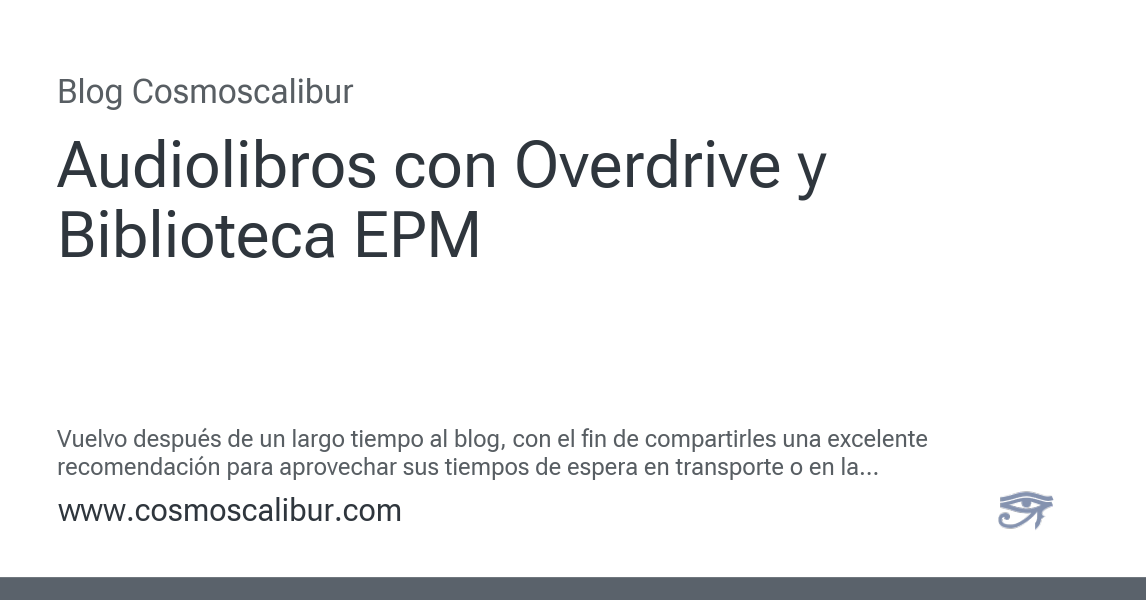 Blog Cosmoscalibur
Audiolibros con Overdrive y
Biblioteca EPM
Vuelvo después de un largo tiempo al blog, con el fin de compartirles una excelente
recomendación para aprovechar sus tiempos de espera en transporte o en la...
www.cosmoscalibur.com